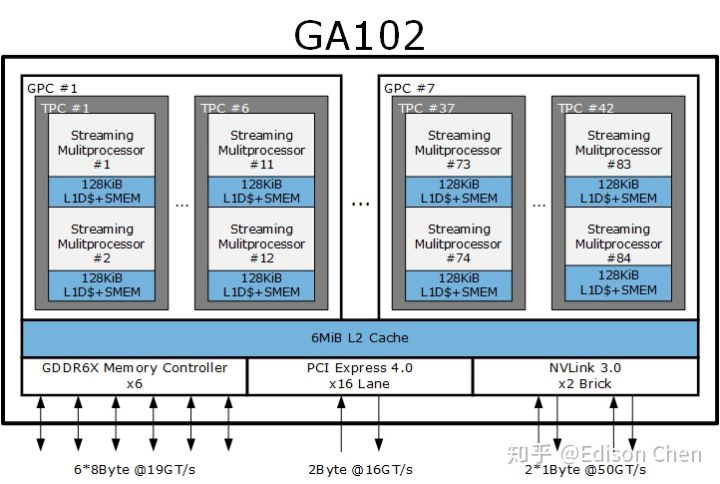 GA102
GPC #1
GPC #7
TPC #1
TPC #6
TPC #37
TPC #42
Streaming
Mulitprocessor
#1
Streaming
Mulitprocessor
#11
Streaming
Mulitprocessor
#73
Streaming
Mulitprocessor
#83
128KiB
L1D$+SMEM
128KiB
L1D$+SMEM
128KiB
L1D$+SMEM
128KiB
L1D$+SMEM
...
...
...
Streaming
Mulitprocessor
#2
Streaming
Mulitprocessor
#12
Streaming
Mulitprocessor
#74
Streaming
Mulitprocessor
#84
128KiB
L1D$+SMEM
128KiB
L1D$+SMEM
128KiB
L1D$+SMEM
128KiB
L1D$+SMEM
6MiB L2 Cache
GDDR6X Memory Controller
x6
PCI Express 4.0
x16 Lane
NVLink 3.0
x2 Brick
6*8Byte @19GT/s
2Byte @16GT/s
2*1Byte @50GT/s
知乎 @Edison Chen